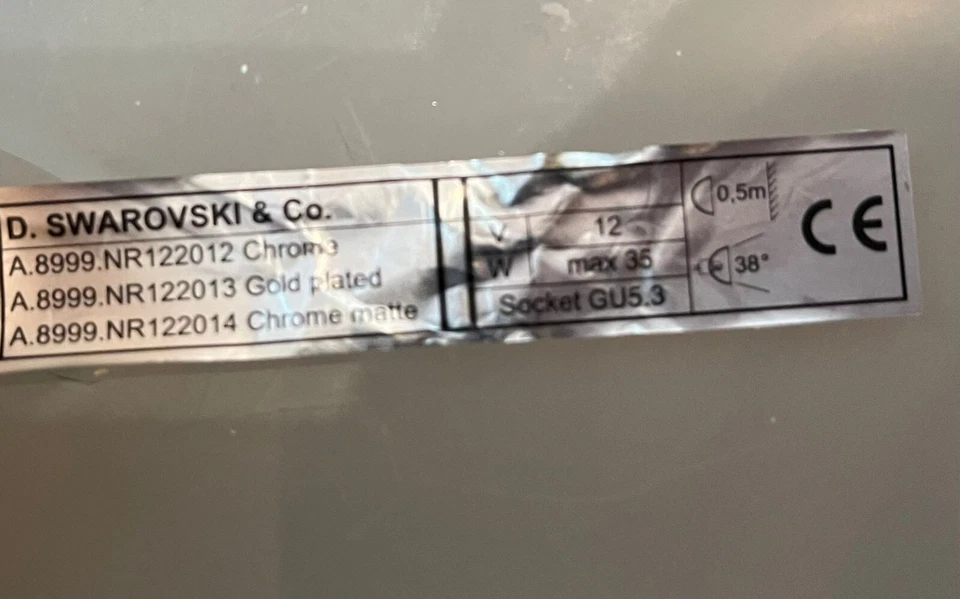 D. SWAROVSKI & Co.
A.8999.NR122012 Chrome
A.8999.NR122013 Gold plated
A.8999.NR122014 Chrome matte
V 12
W max 35
Socket GU5.3
0,5m
38°
CE